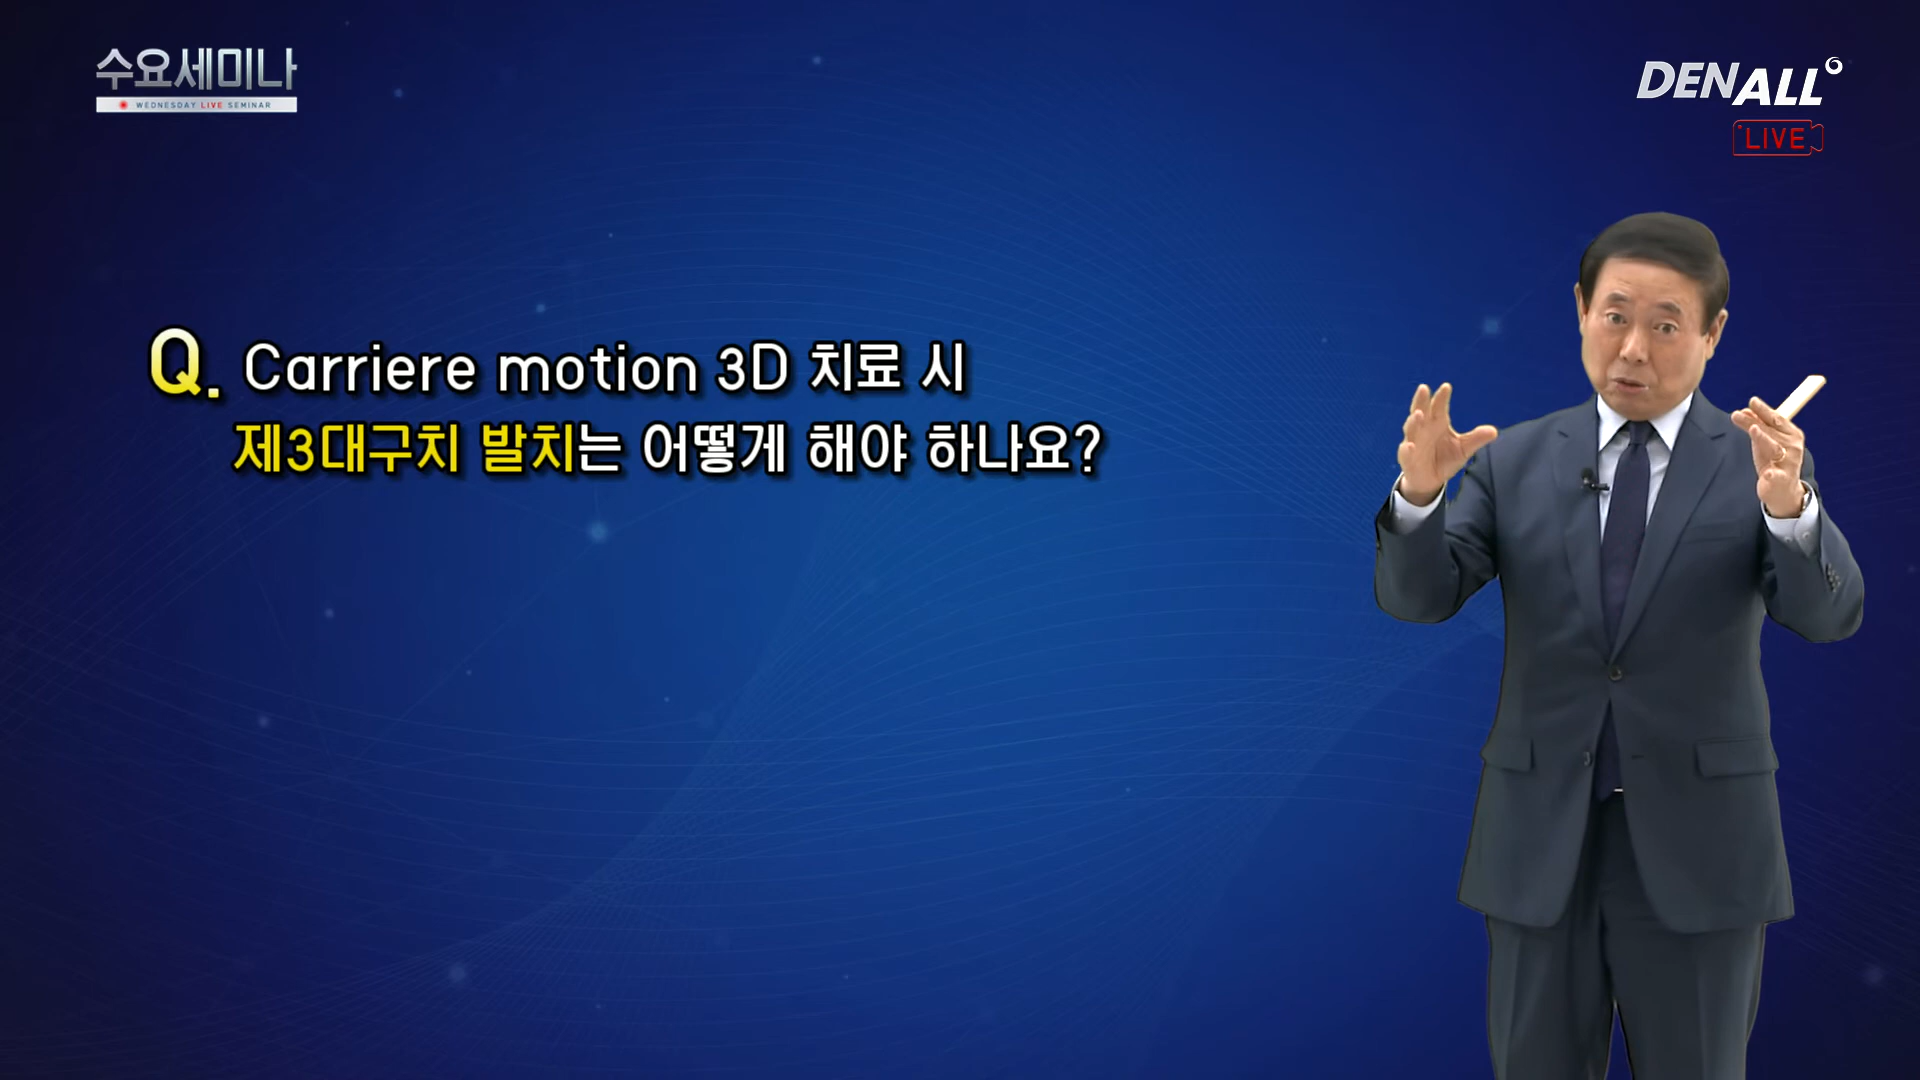 수요세미나
WEDNESDAY LIVE SEMINAR
DENALL
LIVE
Q. Carriere motion 3D 치료 시
제3대구치 발치는 어떻게 해야 하나요?